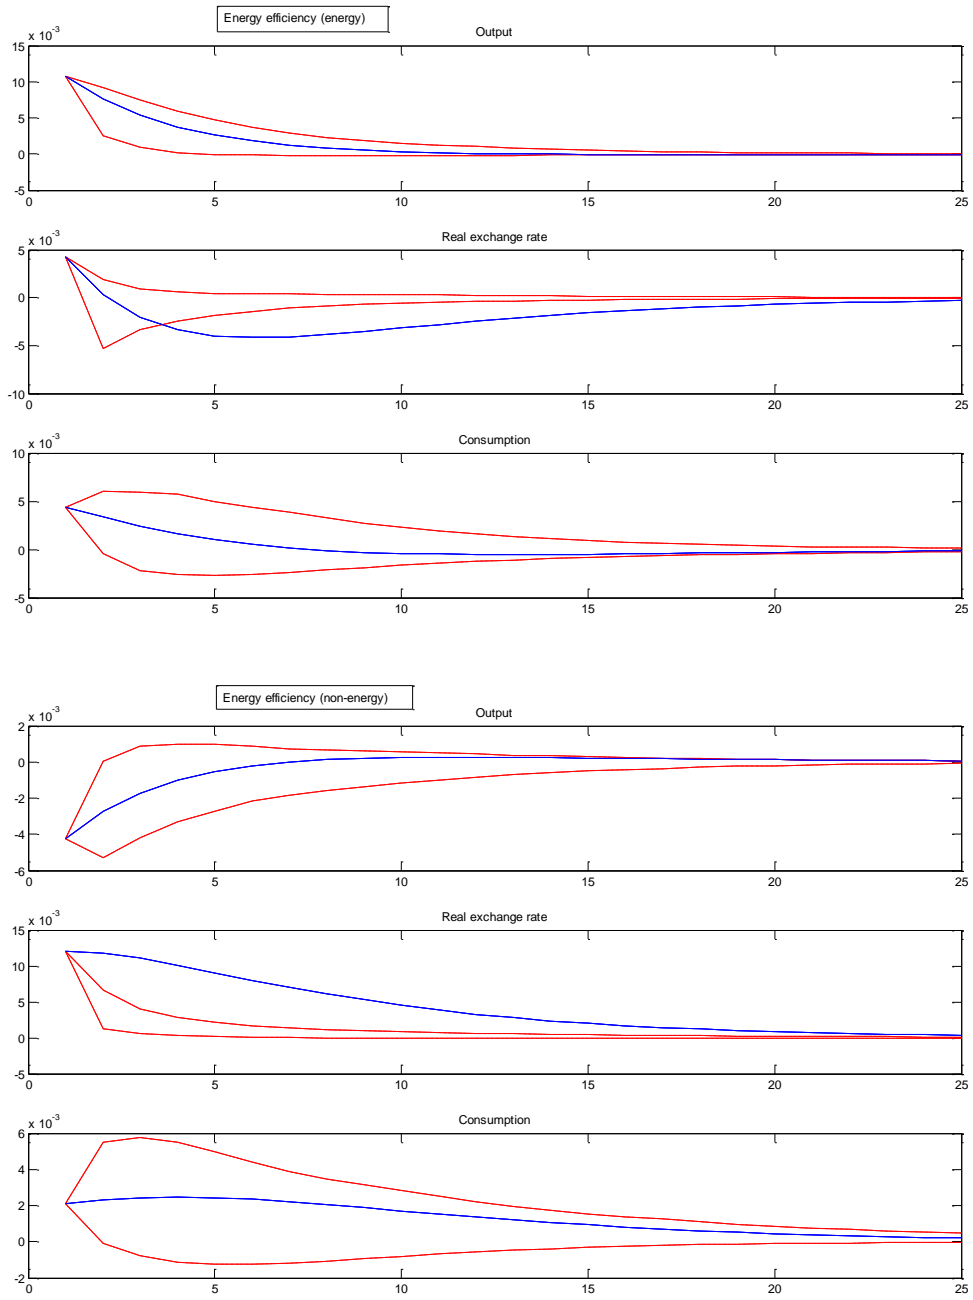 Energy efficiency (energy)
x 10⁻³
Output
15
10
5
0
-5
0 5 10 15 20 25
x 10⁻³
Real exchange rate
5
0
-5
-10
0 5 10 15 20 25
x 10⁻³
Consumption
10
5
0
-5
0 5 10 15 20 25
Energy efficiency (non-energy)
x 10⁻³
Output
2
0
-2
-4
-6
0 5 10 15 20 25
x 10⁻³
Real exchange rate
15
10
5
0
-5
0 5 10 15 20 25
x 10⁻³
Consumption
6
4
2
0
-2
0 5 10 15 20 25